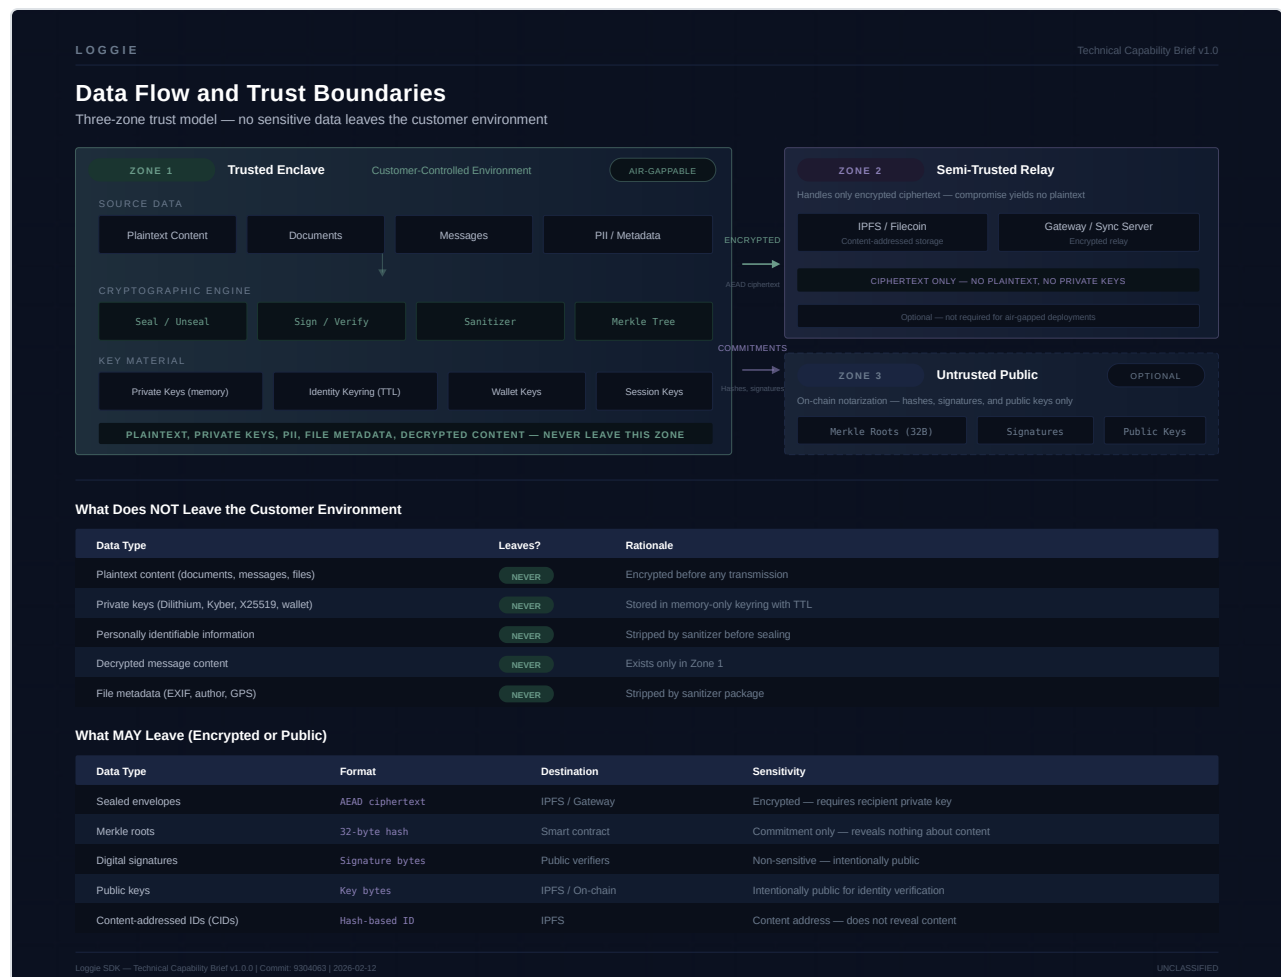 LOGGIE
Technical Capability Brief v1.0
Data Flow and Trust Boundaries
Three-zone trust model — no sensitive data leaves the customer environment
ZONE 1 Trusted Enclave Customer-Controlled Environment AIR-GAPPABLE
SOURCE DATA
Plaintext Content Documents Messages PII / Metadata
CRYPTOGRAPHIC ENGINE
Seal / Unseal Sign / Verify Sanitizer Merkle Tree
KEY MATERIAL
Private Keys (memory) Identity Keyring (TTL) Wallet Keys Session Keys
PLAINTEXT, PRIVATE KEYS, PII, FILE METADATA, DECRYPTED CONTENT — NEVER LEAVE THIS ZONE
ENCRYPTED
AEAD ciphertext
COMMITMENTS
Hashes, signatures
ZONE 2 Semi-Trusted Relay
Handles only encrypted ciphertext — compromise yields no plaintext
IPFS / Filecoin Gateway / Sync Server
Content-addressed storage Encrypted relay
CIPHERTEXT ONLY — NO PLAINTEXT, NO PRIVATE KEYS
Optional — not required for air-gapped deployments
ZONE 3 Untrusted Public OPTIONAL
On-chain notarization — hashes, signatures, and public keys only
Merkle Roots (32B) Signatures Public Keys
What Does NOT Leave the Customer Environment
Data Type Leaves? Rationale
Plaintext content (documents, messages, files) NEVER Encrypted before any transmission
Private keys (Dilithium, Kyber, X25519, wallet) NEVER Stored in memory-only keyring with TTL
Personally identifiable information NEVER Stripped by sanitizer before sealing
Decrypted message content NEVER Exists only in Zone 1
File metadata (EXIF, author, GPS) NEVER Stripped by sanitizer package
What MAY Leave (Encrypted or Public)
Data Type Format Destination Sensitivity
Sealed envelopes AEAD ciphertext IPFS / Gateway Encrypted — requires recipient private key
Merkle roots 32-byte hash Smart contract Commitment only — reveals nothing about content
Digital signatures Signature bytes Public verifiers Non-sensitive — intentionally public
Public keys Key bytes IPFS / On-chain Intentionally public for identity verification
Content-addressed IDs (CIDs) Hash-based ID IPFS Content address — does not reveal content
Loggie SDK — Technical Capability Brief v1.0.0 | Commit: 9304063 | 2026-02-12
UNCLASSIFIED